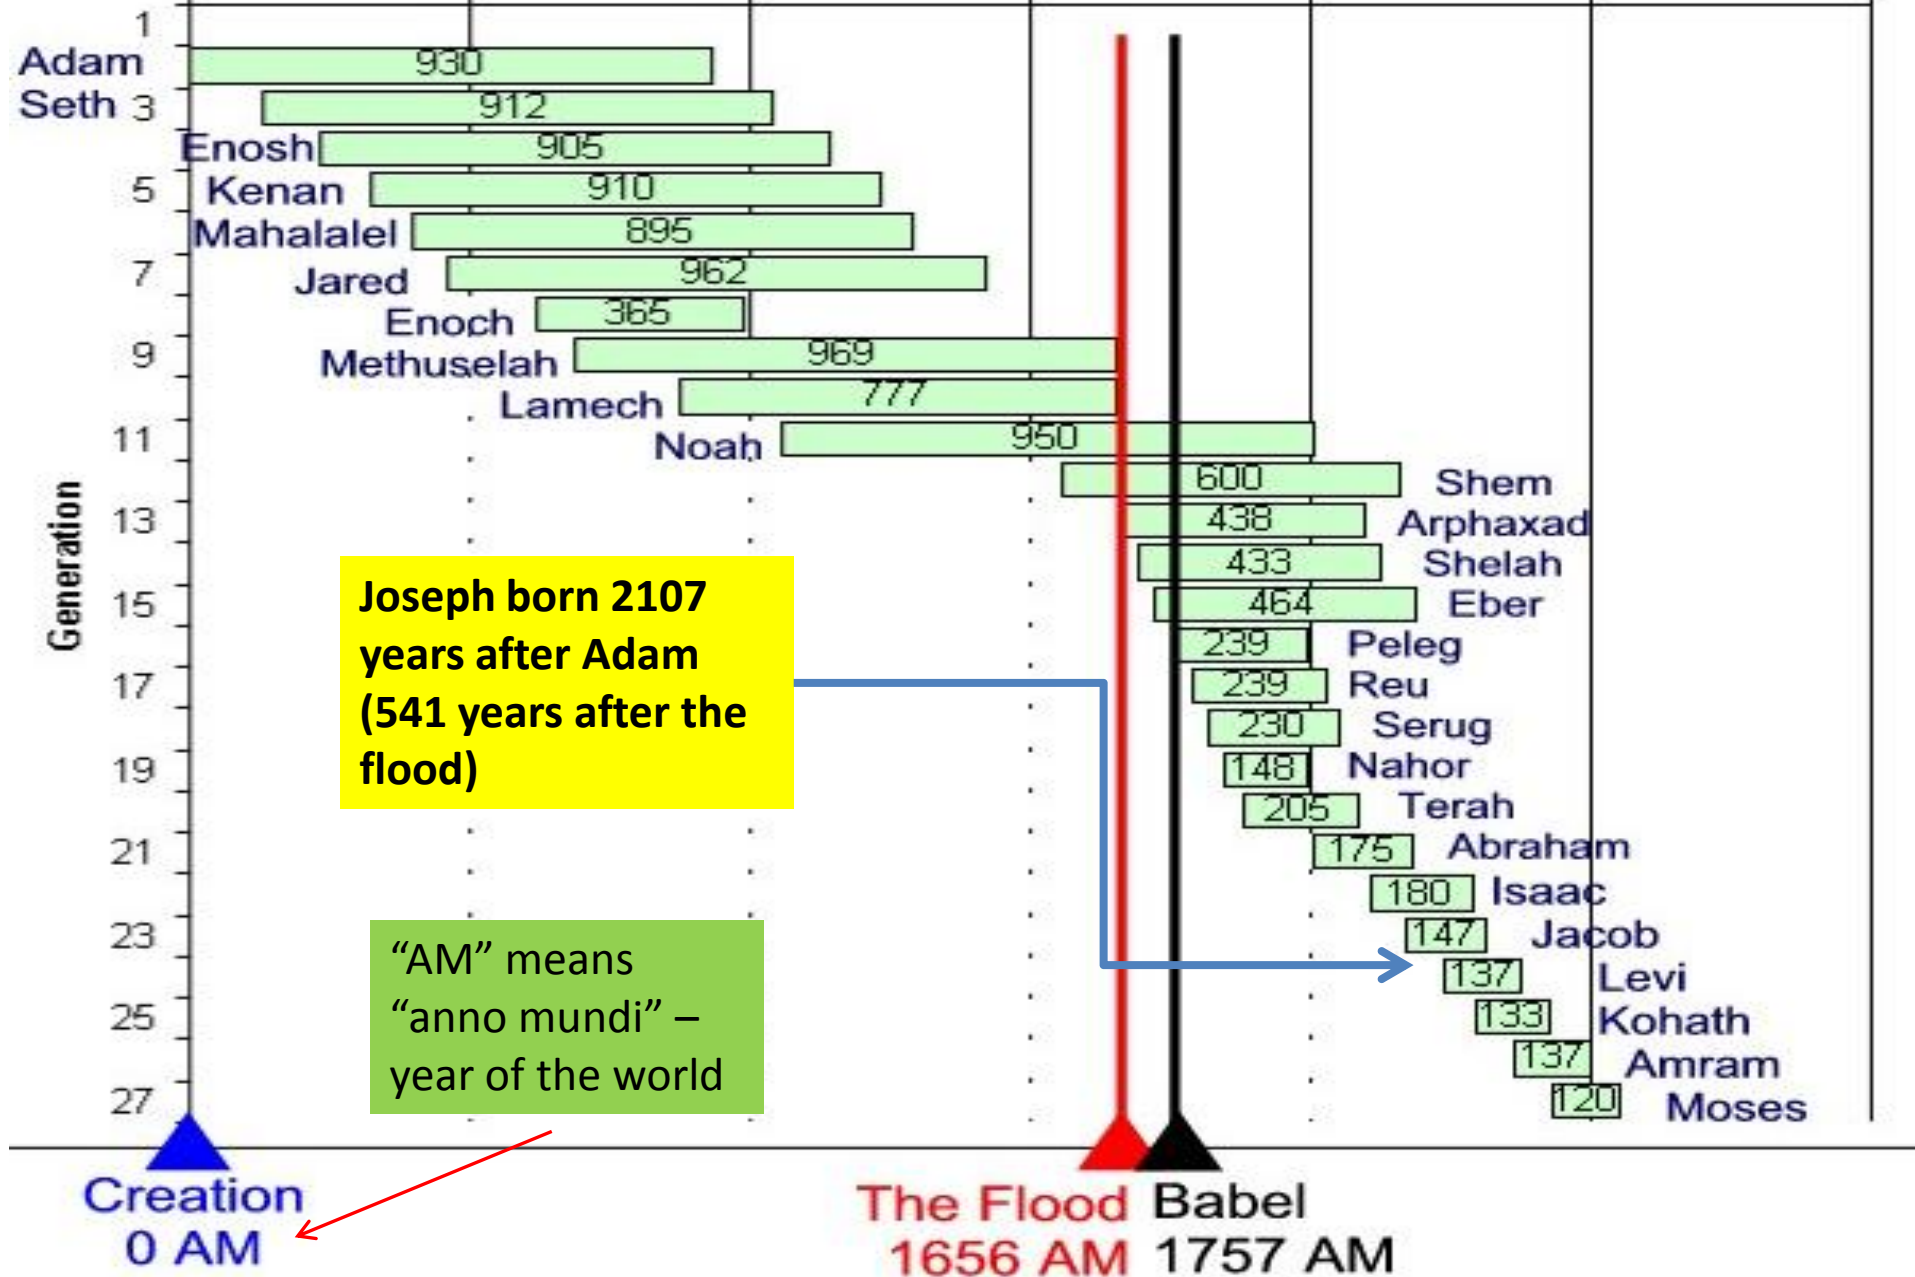 1
Adam 930
Seth 3 912
Enosh 905
5 Kenan 910
Mahalalel 895
7 Jared 962
Enoch 365
9 Methuselah 969
Lamech 777
11 Noah 950
600 Shem
13 438 Arphaxad
433 Shelah
15 464 Eber
239 Peleg
17 239 Reu
230 Serug
19 148 Nahor
205 Terah
21 175 Abraham
180 Isaac
23 147 Jacob
137 Levi
25 133 Kohath
137 Amram
27 120 Moses
Generation
Joseph born 2107
years after Adam
(541 years after the
flood)
“AM” means
“anno mundi” –
year of the world
Creation
0 AM
The Flood
1656 AM
Babel
1757 AM